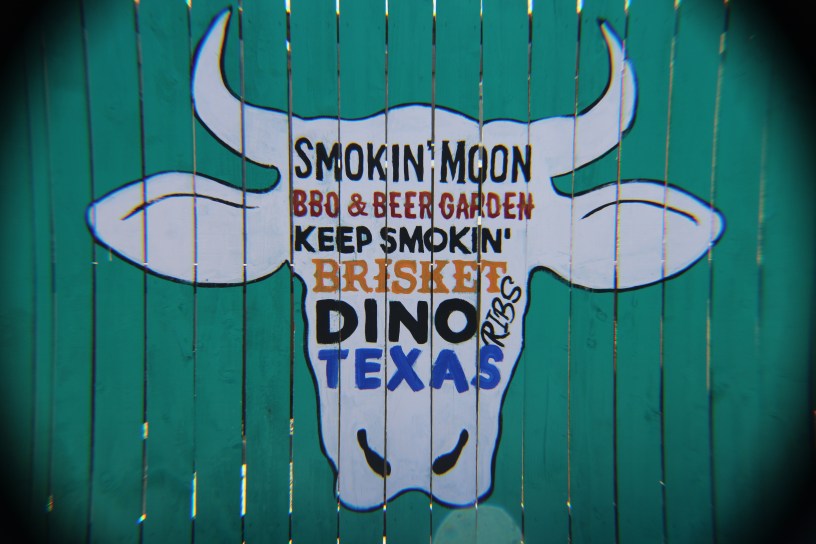 SMOKIN' MOON
BBQ & BEER GARDEN
KEEP SMOKIN'
BRISKET
DINO RIBS
TEXAS